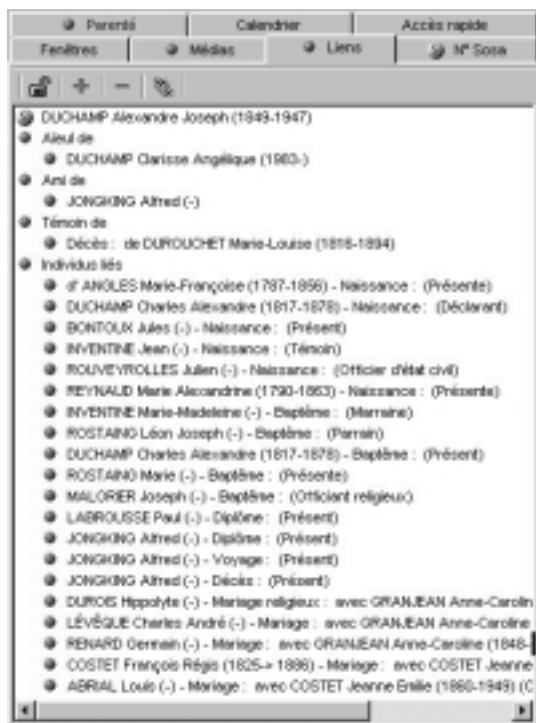 Parenté Calendrier Accès rapide
Fenêtres Médias Liens N° Sosa
DUCHAMP Alexandre Joseph (1849-1947)
Aïeul de
DUCHAMP Clarisse Angélique (1983-)
Ami de
JONGKING Alfred (-)
Témoin de
Décès : de DUROUCHET Marie-Louise (1816-1894)
Individus liés
d' ANGLES Marie-Françoise (1787-1856) - Naissance : (Présente)
DUCHAMP Charles Alexandre (1817-1878) - Naissance : (Déclarant)
BONTOUX Jules (-) - Naissance : (Présent)
INVENTINE Jean (-) - Naissance : (Témoin)
ROUVEYROLLES Julien (-) - Naissance : (Officier d'état civil)
REYNAUD Marie Alexandrine (1790-1863) - Naissance : (Présente)
INVENTINE Marie-Madeleine (-) - Baptême : (Marraine)
ROSTAING Léon Joseph (-) - Baptême : (Parrain)
DUCHAMP Charles Alexandre (1817-1878) - Baptême : (Présent)
ROSTAING Marie (-) - Baptême : (Présente)
MALORIER Joseph (-) - Baptême : (Officiant religieux)
LABROUSSE Paul (-) - Diplôme : (Présent)
JONGKING Alfred (-) - Diplôme : (Présent)
JONGKING Alfred (-) - Voyage : (Présent)
JONGKING Alfred (-) - Décès : (Présent)
DUROIS Hippolyte (-) - Mariage religieux : avec GRANJEAN Anne-Carolin
LÉVÊQUE Charles André (-) - Mariage : avec GRANJEAN Anne-Caroline
RENARD Germain (-) - Mariage : avec GRANJEAN Anne-Caroline (1848-
COSTET François Régis (1825-> 1886) - Mariage : avec COSTET Jeanne
ABRIAL Louis (-) - Mariage : avec COSTET Jeanne Emilie (1860-1949) (C